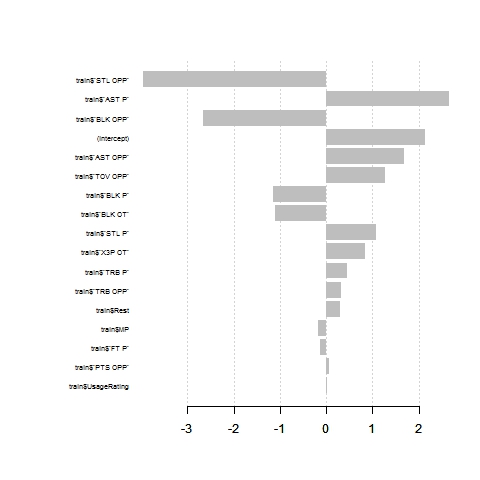 train$`STL OPP`
train$`AST P`
train$`BLK OPP`
(Intercept)
train$`AST OPP`
train$`TOV OPP`
train$`BLK P`
train$`BLK OT`
train$`STL P`
train$`X3P OT`
train$`TRB P`
train$`TRB OPP`
train$Rest
train$MP
train$`FT P`
train$`PTS OPP`
train$UsageRating
-3 -2 -1 0 1 2